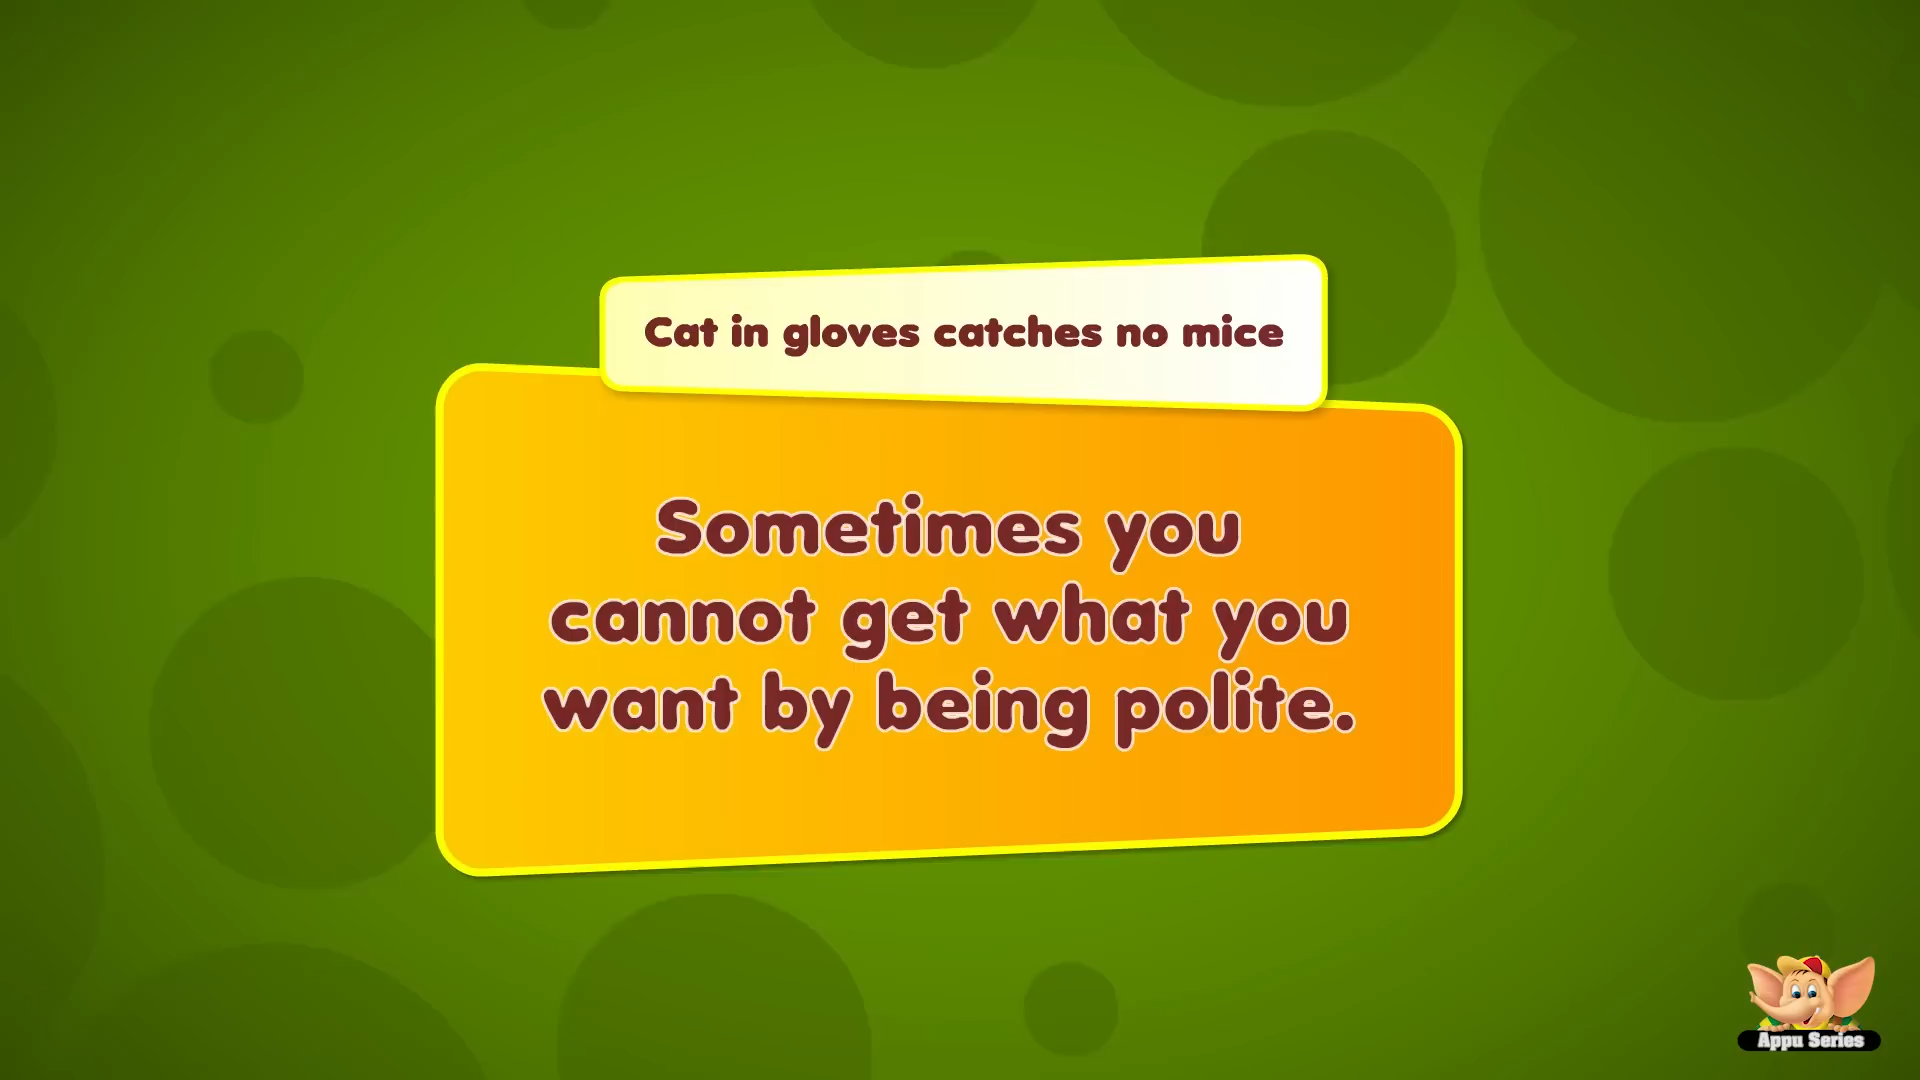 Cat in gloves catches no mice
Sometimes you
cannot get what you
want by being polite.
Appu Series